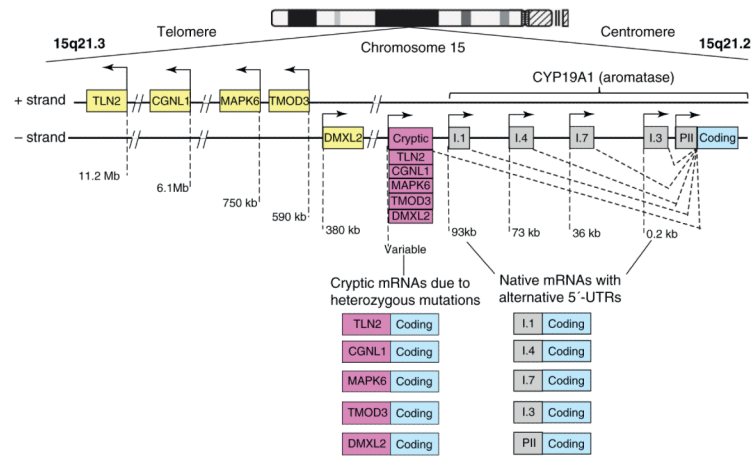 Telomere
Centromere
15q21.3
15q21.2
Chromosome 15
CYP19A1 (aromatase)
+ strand
TLN2
CGNL1
MAPK6
TMOD3
– strand
DMXL2
Cryptic
I.1
I.4
I.7
I.3
PII
Coding
TLN2
CGNL1
MAPK6
TMOD3
DMXL2
11.2 Mb
6.1Mb
750 kb
590 kb
380 kb
Variable
93kb
73 kb
36 kb
0.2 kb
Cryptic mRNAs due to
heterozygous mutations
Native mRNAs with
alternative 5´-UTRs
TLN2 Coding
I.1 Coding
CGNL1 Coding
I.4 Coding
MAPK6 Coding
I.7 Coding
TMOD3 Coding
I.3 Coding
DMXL2 Coding
PII Coding